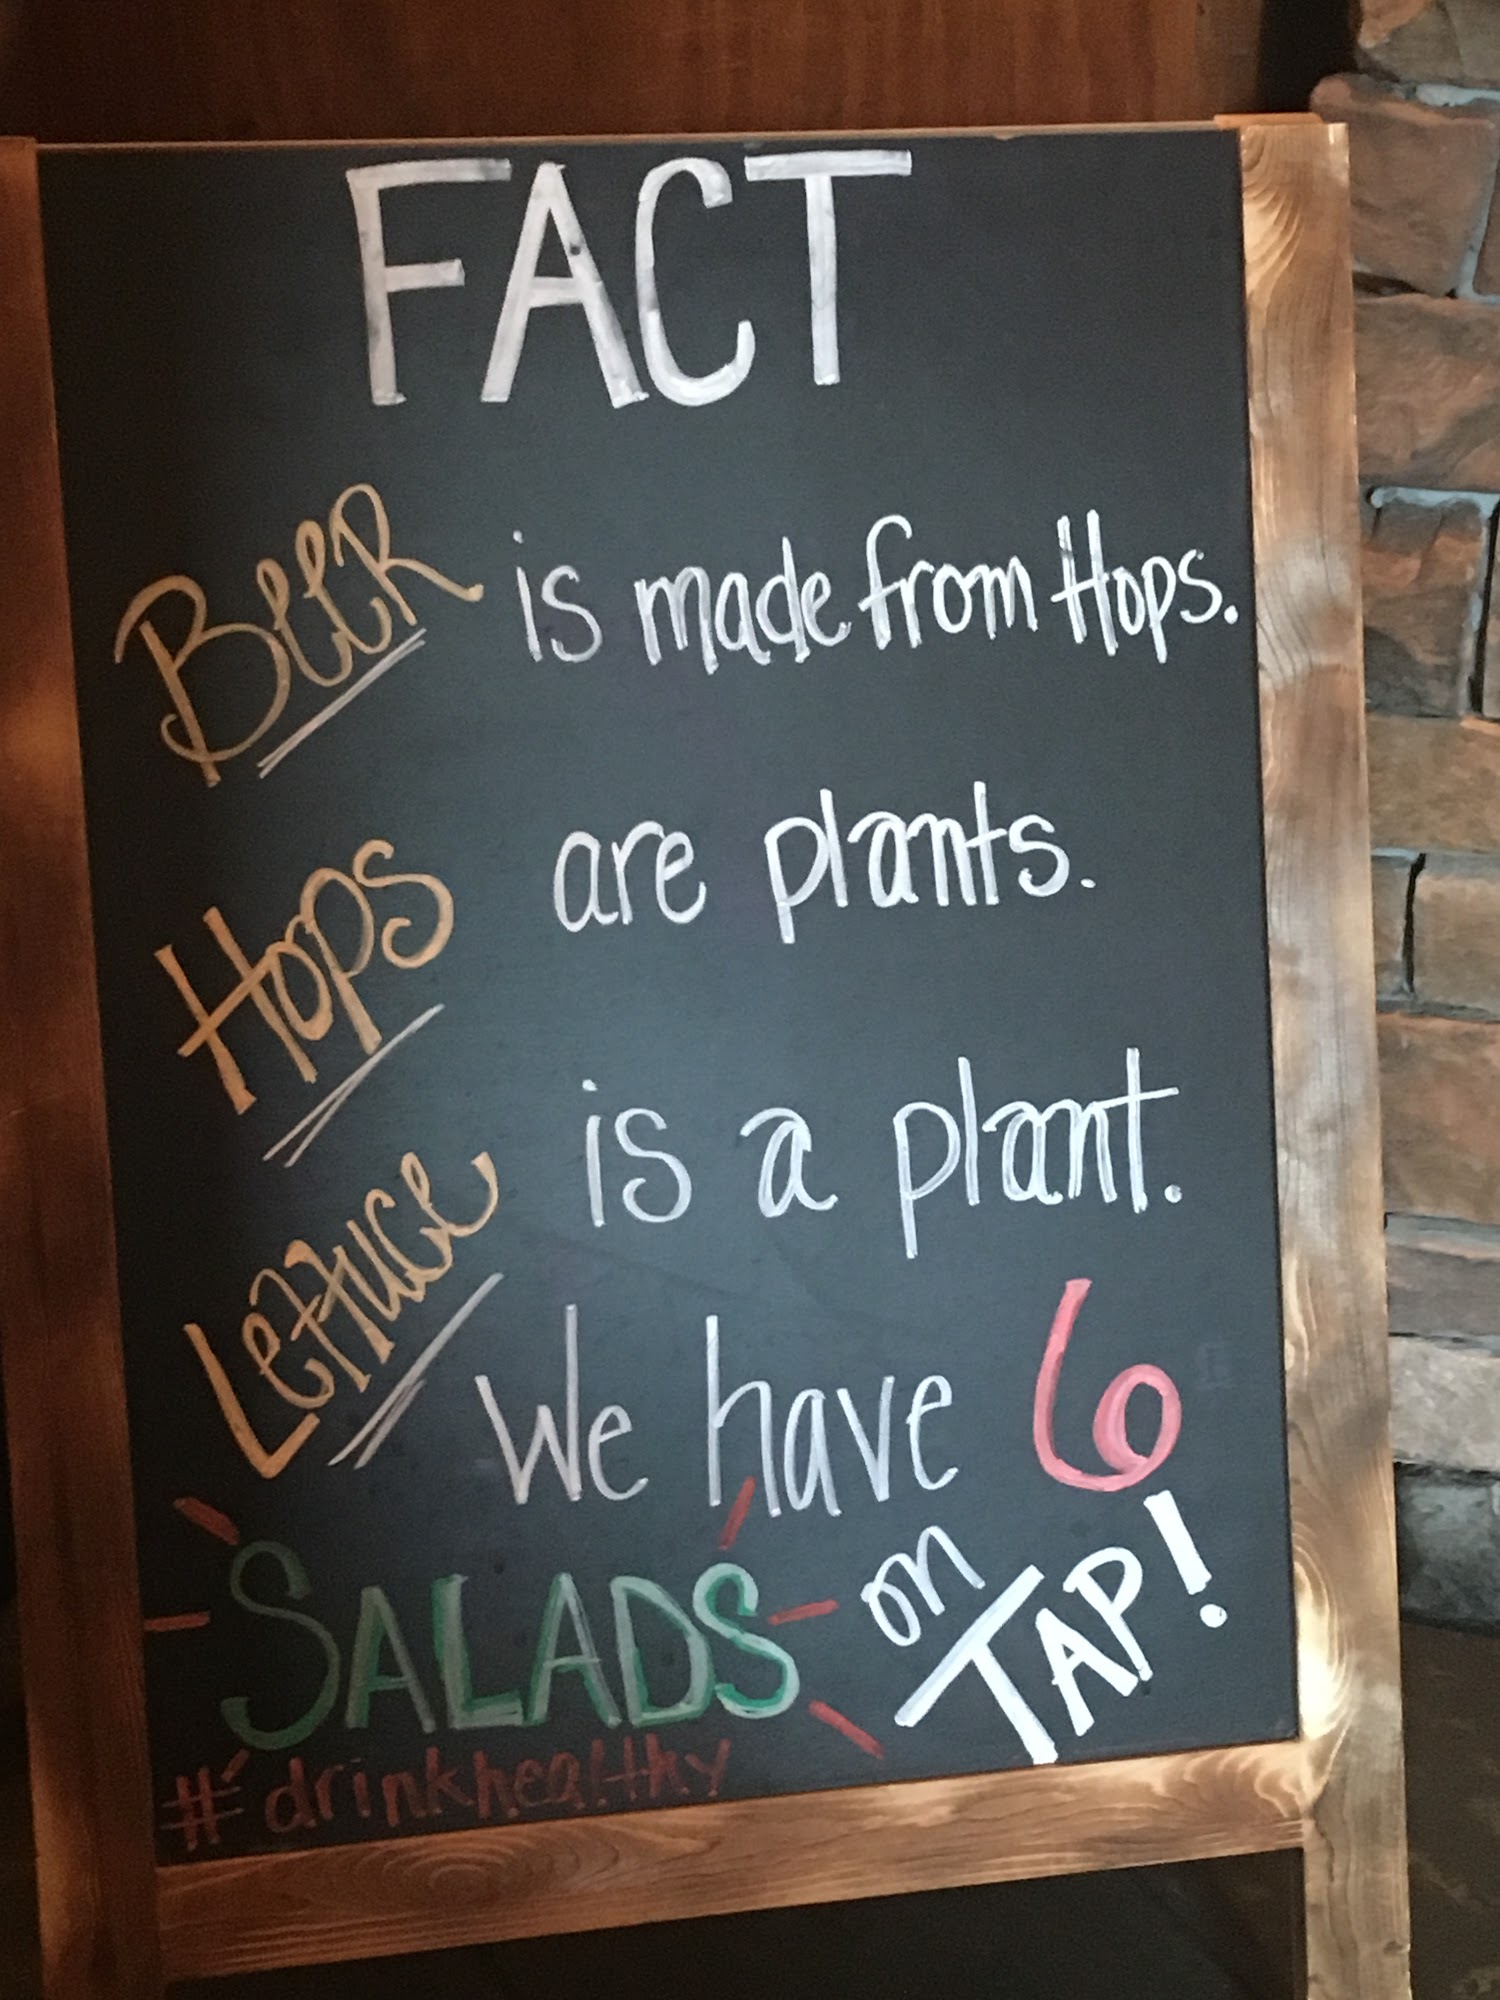 FACT
BEER is made from Hops.
Hops are plants.
Lettuce is a plant.
We have 6
SALADS on TAP!
#drinkhealthy